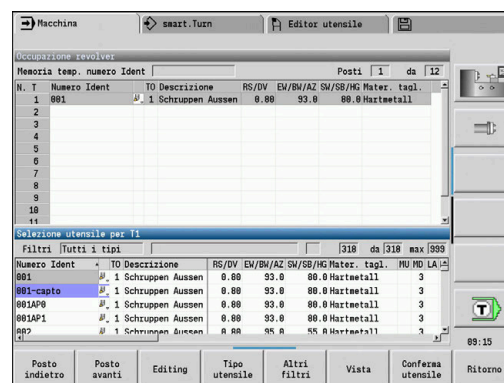 Macchina smart.Turn Editor utensile
Occupazione revolver
Memoria temp. numero Ident Posti 1 da 12
N. T Numero Ident TO Descrizione RS/DV EW/BW/AZ SW/SB/HG Mater. tagl.
1 001 1 Schruppen Aussen 0.80 93.0 80.0 Hartmetall
2
3
4
5
6
7
8
9
10
11
Selezione utensile per T1
Filtri Tutti i tipi 318 da 318 max 999
Numero Ident TO Descrizione RS/DV EW/BW/AZ SW/SB/HG Mater. tagl. MU MD LA
001 1 Schruppen Aussen 0.80 93.0 80.0 Hartmetall 3
001-capto 1 Schruppen Aussen 0.80 93.0 80.0 Hartmetall 3
001AP0 1 Schruppen Aussen 0.80 93.0 80.0 Hartmetall 3
001AP1 1 Schruppen Aussen 0.80 93.0 80.0 Hartmetall 3
002 1 Schruppen Aussen 0.80 95.0 55.0 Hartmetall 3
T
09:15
Posto indietro Posto avanti Editing Tipo utensile Altri filtri Vista Conferma utensile Ritorno